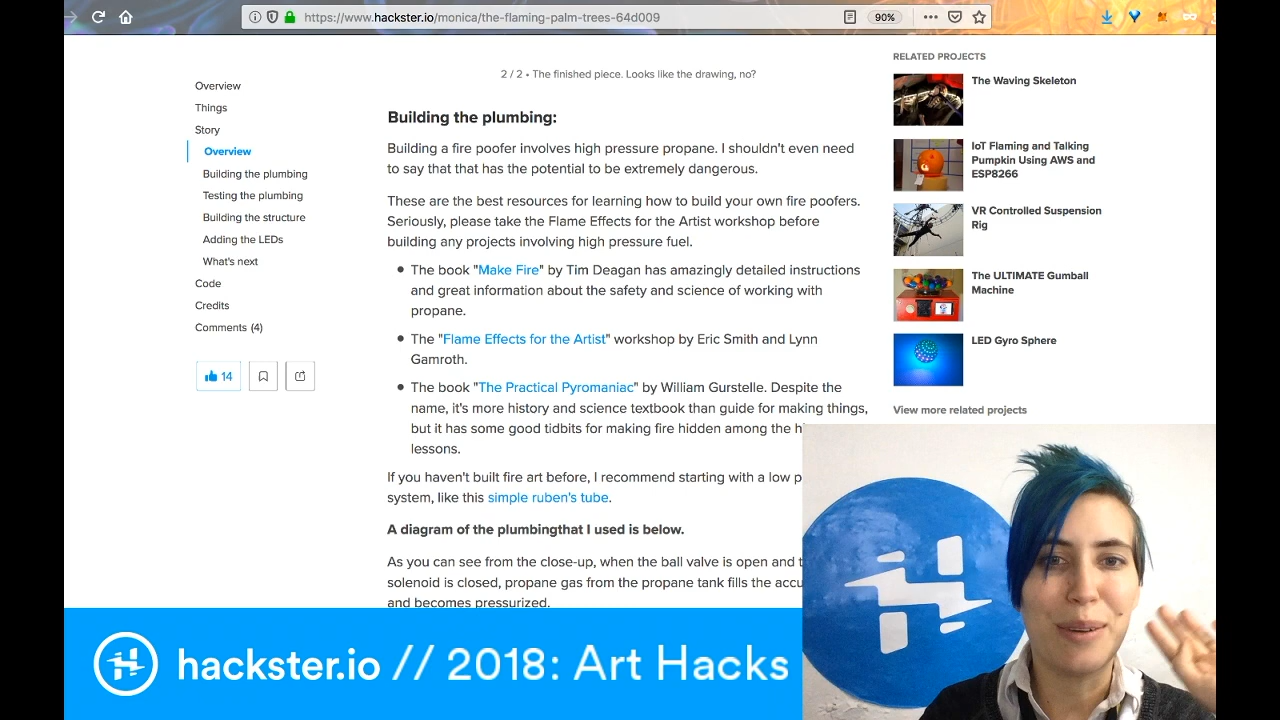 https://www.hackster.io/monica/the-flaming-palm-trees-64d009
90%
2 / 2 • The finished piece. Looks like the drawing, no?
Overview
Things
Story
Overview
Building the plumbing
Testing the plumbing
Building the structure
Adding the LEDs
What's next
Code
Credits
Comments (4)
14
Building the plumbing:
Building a fire poofer involves high pressure propane. I shouldn't even need
to say that that has the potential to be extremely dangerous.
These are the best resources for learning how to build your own fire poofers.
Seriously, please take the Flame Effects for the Artist workshop before
building any projects involving high pressure fuel.
• The book "Make Fire" by Tim Deagan has amazingly detailed instructions
and great information about the safety and science of working with
propane.
• The "Flame Effects for the Artist" workshop by Eric Smith and Lynn
Gamroth.
• The book "The Practical Pyromaniac" by William Gurstelle. Despite the
name, it's more history and science textbook than guide for making things,
but it has some good tidbits for making fire hidden among the
lessons.
If you haven't built fire art before, I recommend starting with a low
system, like this simple ruben's tube.
A diagram of the plumbingthat I used is below.
As you can see from the close-up, when the ball valve is open and
solenoid is closed, propane gas from the propane tank fills the
and becomes pressurized.
RELATED PROJECTS
The Waving Skeleton
IoT Flaming and Talking
Pumpkin Using AWS and
ESP8266
VR Controlled Suspension
Rig
The ULTIMATE Gumball
Machine
LED Gyro Sphere
View more related projects
hackster.io // 2018: Art Hacks